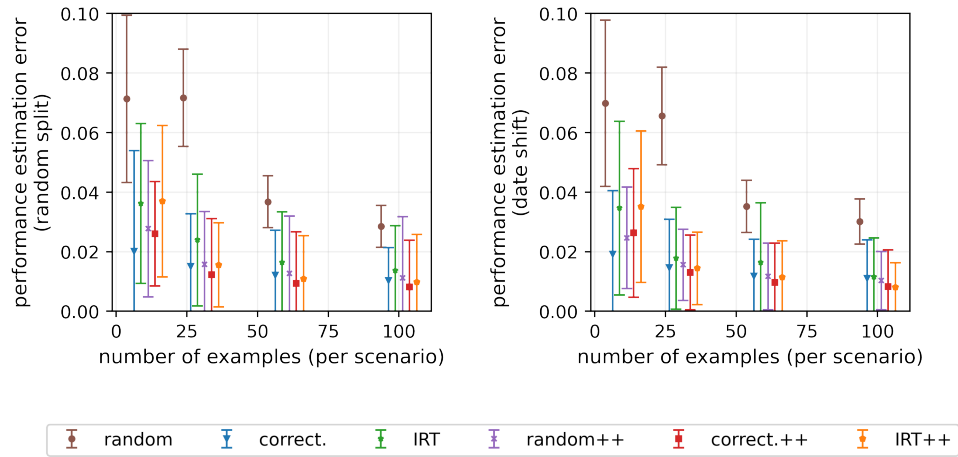 performance estimation error
(random split)
0.10
0.08
0.06
0.04
0.02
0.00
0 25 50 75 100
number of examples (per scenario)
performance estimation error
(date shift)
0.10
0.08
0.06
0.04
0.02
0.00
0 25 50 75 100
number of examples (per scenario)
random correct. IRT random++ correct.++ IRT++